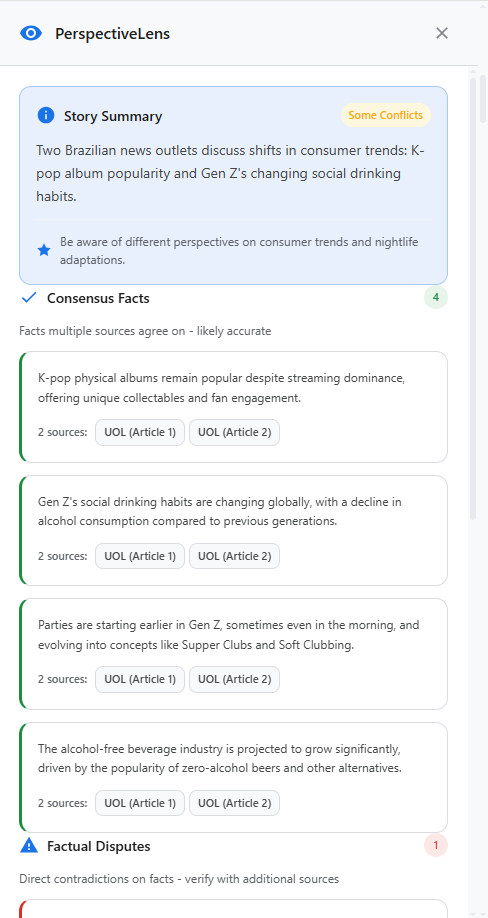 PerspectiveLens
Story Summary
Some Conflicts
Two Brazilian news outlets discuss shifts in consumer trends: K-
pop album popularity and Gen Z's changing social drinking
habits.
Be aware of different perspectives on consumer trends and nightlife
adaptations.
Consensus Facts
4
Facts multiple sources agree on - likely accurate
K-pop physical albums remain popular despite streaming dominance,
offering unique collectables and fan engagement.
2 sources: UOL (Article 1) UOL (Article 2)
Gen Z's social drinking habits are changing globally, with a decline in
alcohol consumption compared to previous generations.
2 sources: UOL (Article 1) UOL (Article 2)
Parties are starting earlier in Gen Z, sometimes even in the morning, and
evolving into concepts like Supper Clubs and Soft Clubbing.
2 sources: UOL (Article 1) UOL (Article 2)
The alcohol-free beverage industry is projected to grow significantly,
driven by the popularity of zero-alcohol beers and other alternatives.
2 sources: UOL (Article 1) UOL (Article 2)
Factual Disputes
1
Direct contradictions on facts - verify with additional sources